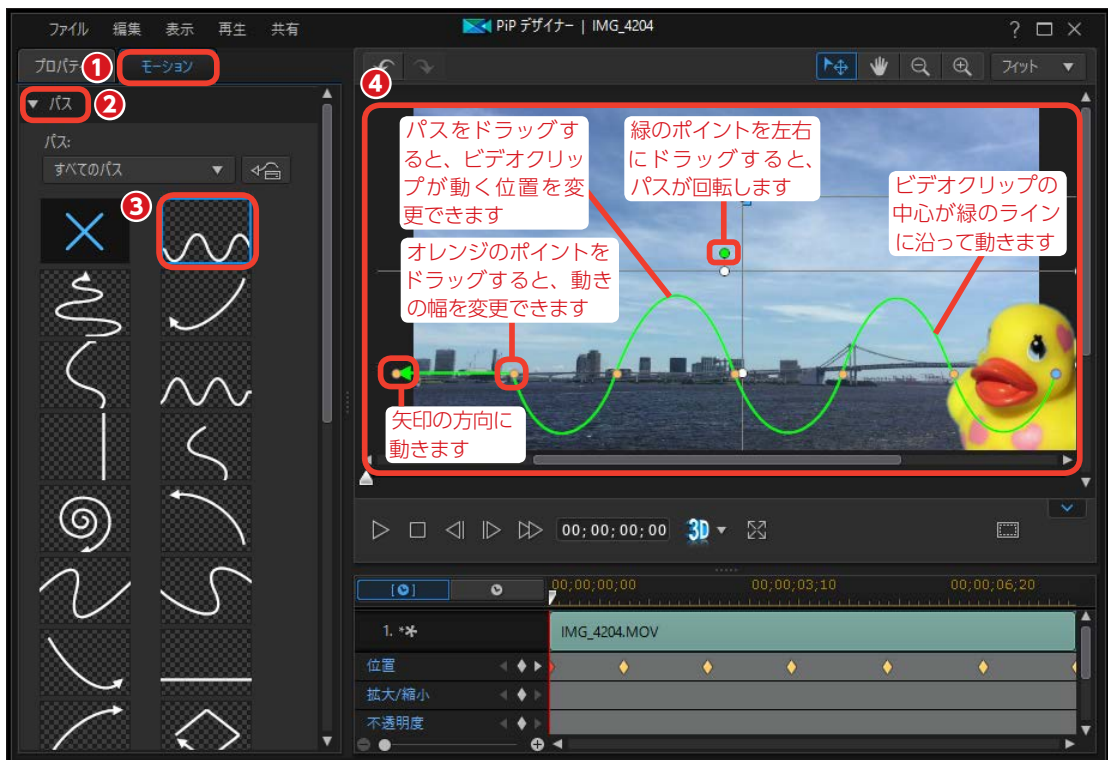 ファイル 編集 表示 再生 共有
PiP デザイナー | IMG_4204
?
プロパティ
1
モーション
フィット
2
パス
パス:
すべてのパス
3
4
パスをドラッグす
ると、ビデオクリッ
プが動く位置を変
更できます
緑のポイントを左右
にドラッグすると、
パスが回転します
ビデオクリップの
中心が緑のライン
に沿って動きます
オレンジのポイントを
ドラッグすると、動き
の幅を変更できます
矢印の方向に
動きます
00;00;00;00
3D
00;00;00;00
00;00;03;10
00;00;06;20
1.
IMG_4204.MOV
位置
拡大/縮小
不透明度